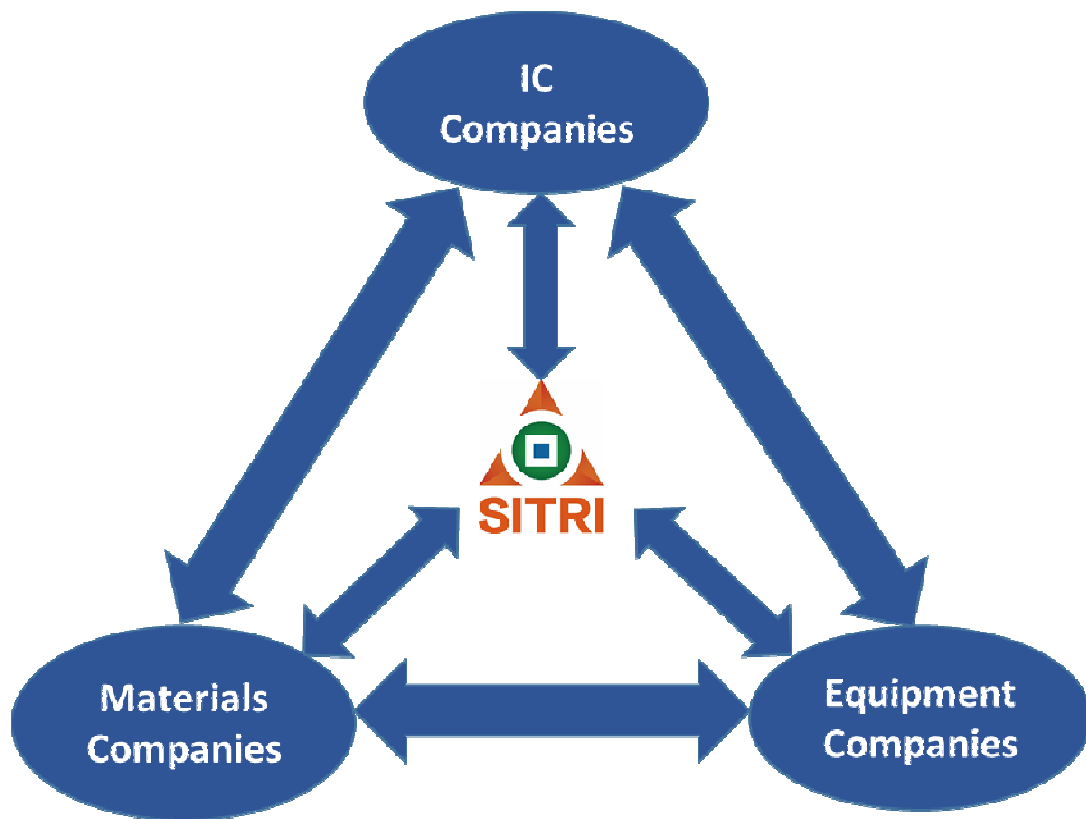 IC
Companies
SITRI
Materials
Companies
Equipment
Companies